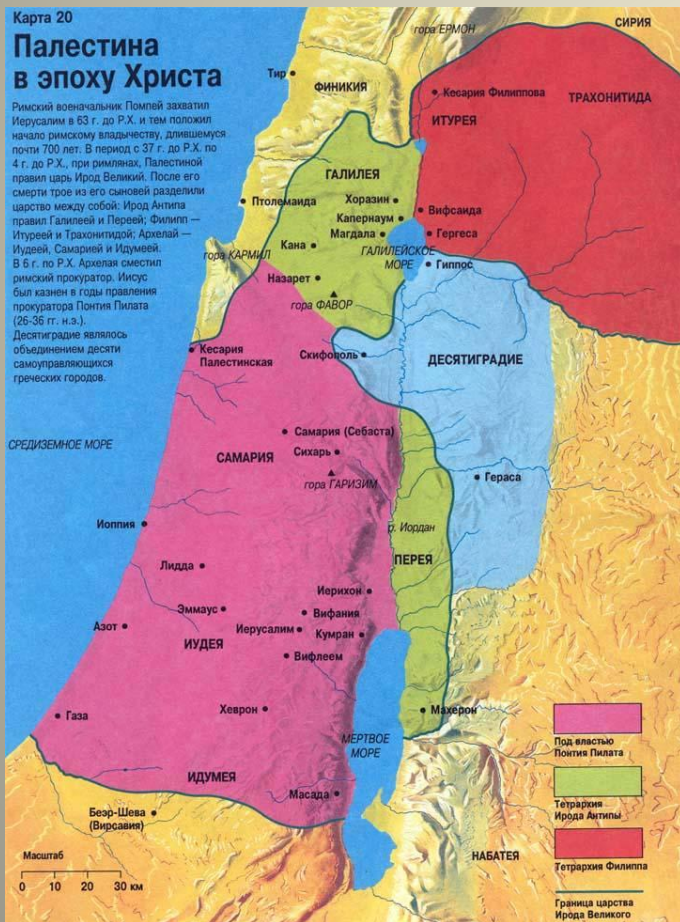 Карта 20
Палестина
в эпоху Христа
Римский военачальник Помпей захватил
Иерусалим в 63 г. до Р.Х. и тем положил
начало римскому владычеству, длившемуся
почти 700 лет. В период с 37 г. до Р.Х. по
4 г. до Р.Х., при римлянах, Палестиной
правил царь Ирод Великий. После его
смерти трое из его сыновей разделили
царство между собой: Ирод Антипа
правил Галилеей и Переей; Филипп —
Итуреей и Трахонитидой; Архелай —
Иудеей, Самарией и Идумеей.
В 6 г. по Р.Х. Архелая сместил
римский прокуратор. Иисус
был казнен в годы правления
прокуратора Понтия Пилата
(26-36 гг. н.э.).
Десятиградие являлось
объединением десяти
самоуправляющихся
греческих городов.
СИРИЯ
гора ЕРМОН
Тир
ФИНИКИЯ
Кесария Филиппова
ТРАХОНИТИДА
ИТУРЕЯ
ГАЛИЛЕЯ
Птолемаида
Хоразин
Вифсаида
Капернаум
Магдала
Гергеса
Кана
ГАЛИЛЕЙСКОЕ
МОРЕ
гора КАРМИЛ
Гиппос
Назарет
гора ФАВОР
Кесария
Палестинская
Скифополь
ДЕСЯТИГРАДИЕ
СРЕДИЗЕМНОЕ МОРЕ
Самария (Себаста)
САМАРИЯ
Сихарь
гора ГАРИЗИМ
Гераса
Иоппия
р. Иордан
ПЕРЕЯ
Лидда
Иерихон
Эммаус
Вифания
Азот
Иерусалим
Кумран
ИУДЕЯ
Вифлеем
Хеврон
Махерон
Газа
МЕРТВОЕ
МОРЕ
ИДУМЕЯ
Масада
Беэр-Шева
(Вирсавия)
НАБАТЕЯ
Масштаб
0 10 20 30 км
Под властью
Понтия Пилата
Тетрархия
Ирода Антипы
Тетрархия Филиппа
Граница царства
Ирода Великого